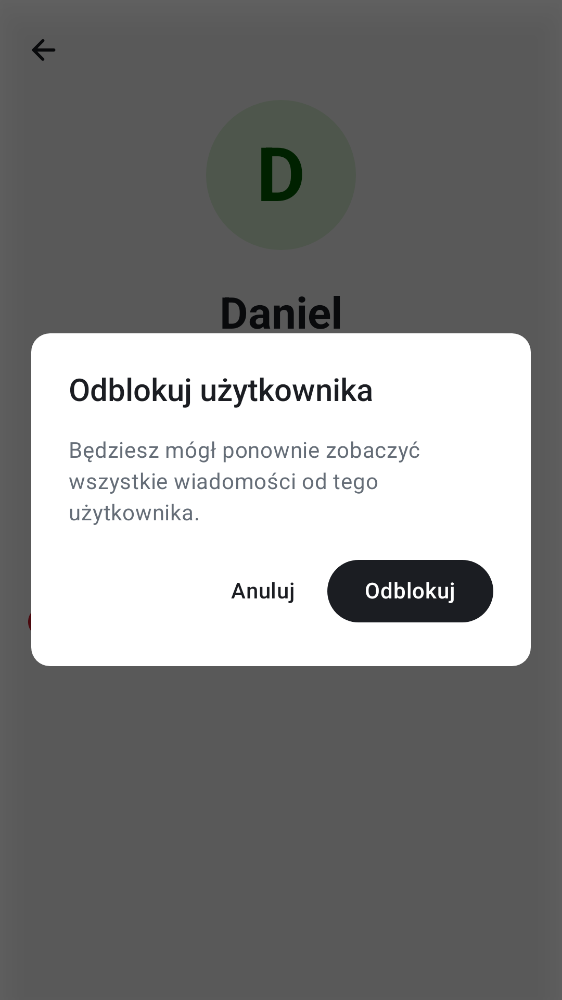 D
Daniel
Odblokuj użytkownika
Będziesz mógł ponownie zobaczyć
wszystkie wiadomości od tego
użytkownika.
Anuluj
Odblokuj